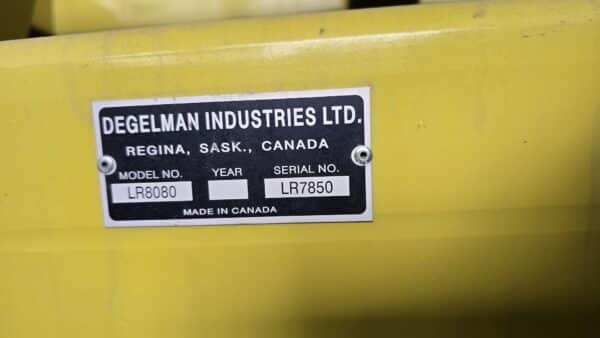 DEGELMAN INDUSTRIES LTD.
REGINA, SASK., CANADA
MODEL NO. YEAR SERIAL NO.
LR8080 LR7850
MADE IN CANADA